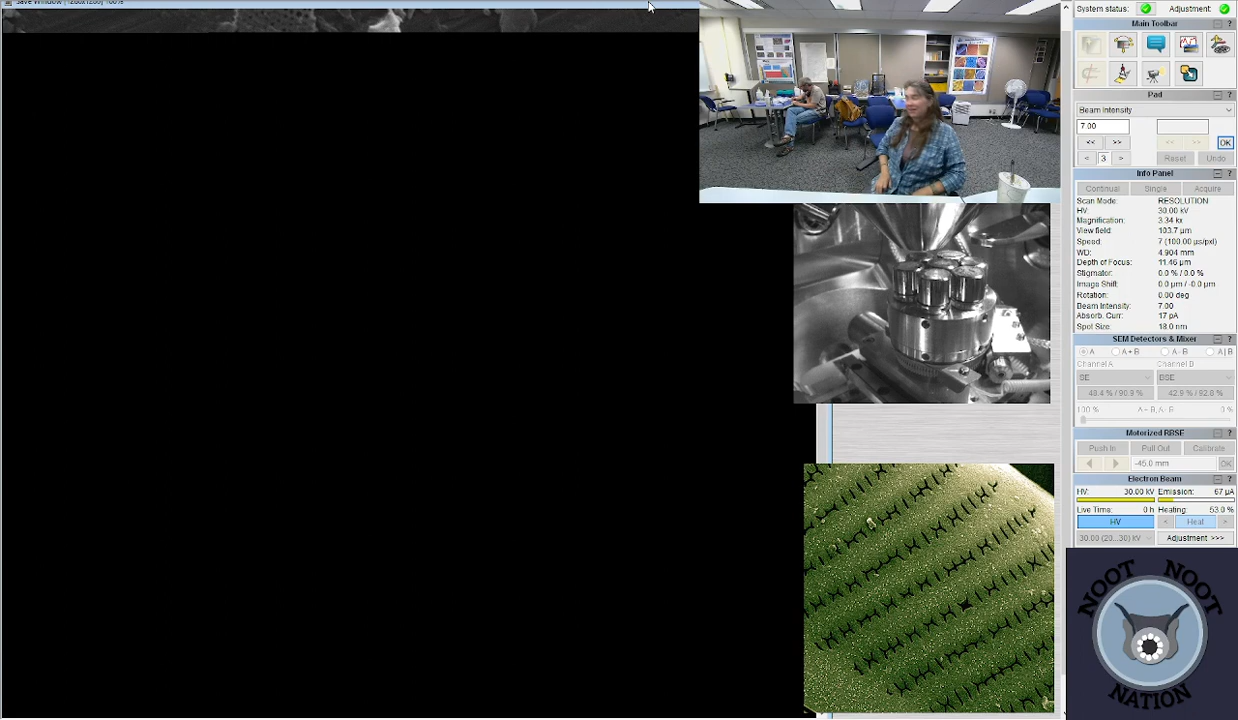 Save Window [1280x1280] 100%
System status: Adjustment:
Main Toolbar - ?
Pad - ?
Beam Intensity
7.00
<< >> << >> OK
< 3 > Reset Undo
Info Panel - ?
Continual Single Acquire
Scan Mode: RESOLUTION
HV: 30.00 kV
Magnification: 3.34 kx
View field: 103.7 µm
Speed: 7 (100.00 µs/pxl)
WD: 4.904 mm
Depth of Focus: 11.46 µm
Stigmator: 0.0 % / 0.0 %
Image Shift: 0.0 µm / -0.0 µm
Rotation: 0.00 deg
Beam Intensity: 7.00
Absorb. Curr: 17 pA
Spot Size: 18.0 nm
SEM Detectors & Mixer - ?
A A + B A - B A | B
Channel A Channel B
SE BSE
48.4 % / 90.9 % 42.9 % / 92.8 %
100 % A + B, A - B 0 %
Motorized RBSE - ?
Push In Pull Out Calibrate
-45.0 mm OK
Electron Beam - ?
HV: 30.00 kV Emission: 67 µA
Live Time: 0 h Heating: 53.0 %
HV < Heat >
30.00 (20...30) kV Adjustment >>>
NOOT NOOT
NATION